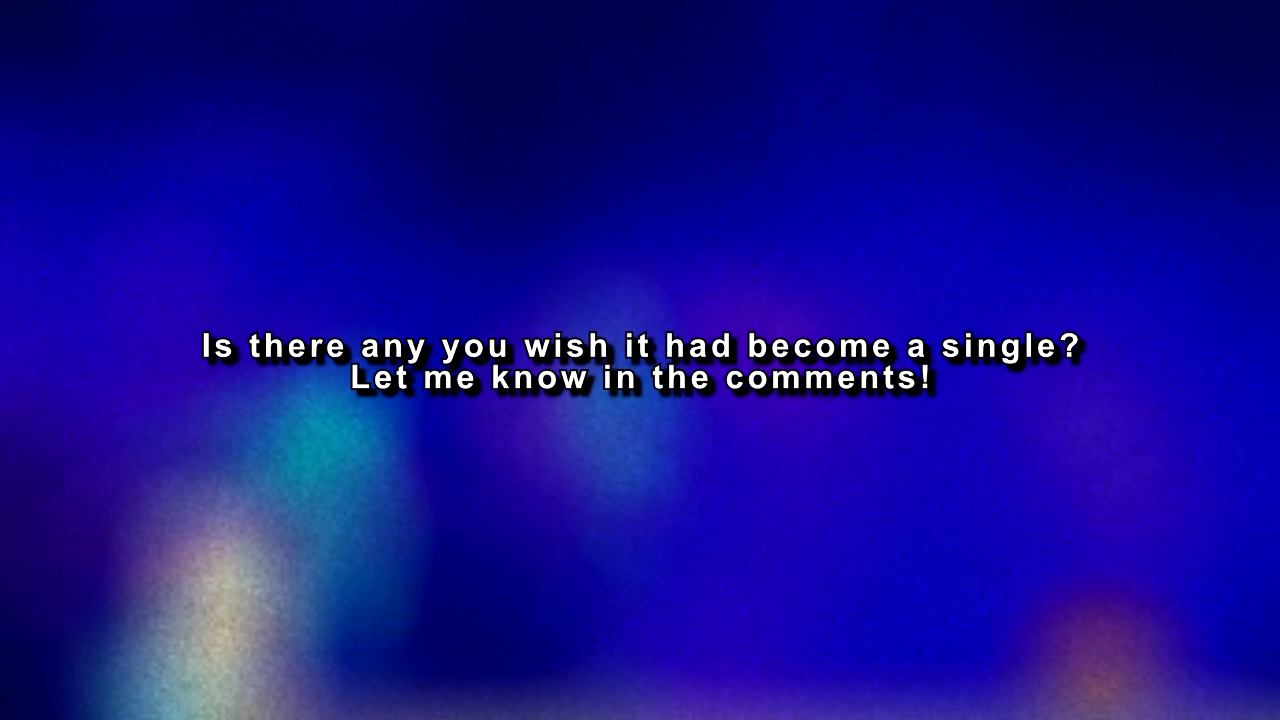 Is there any you wish it had become a single?
Let me know in the comments!